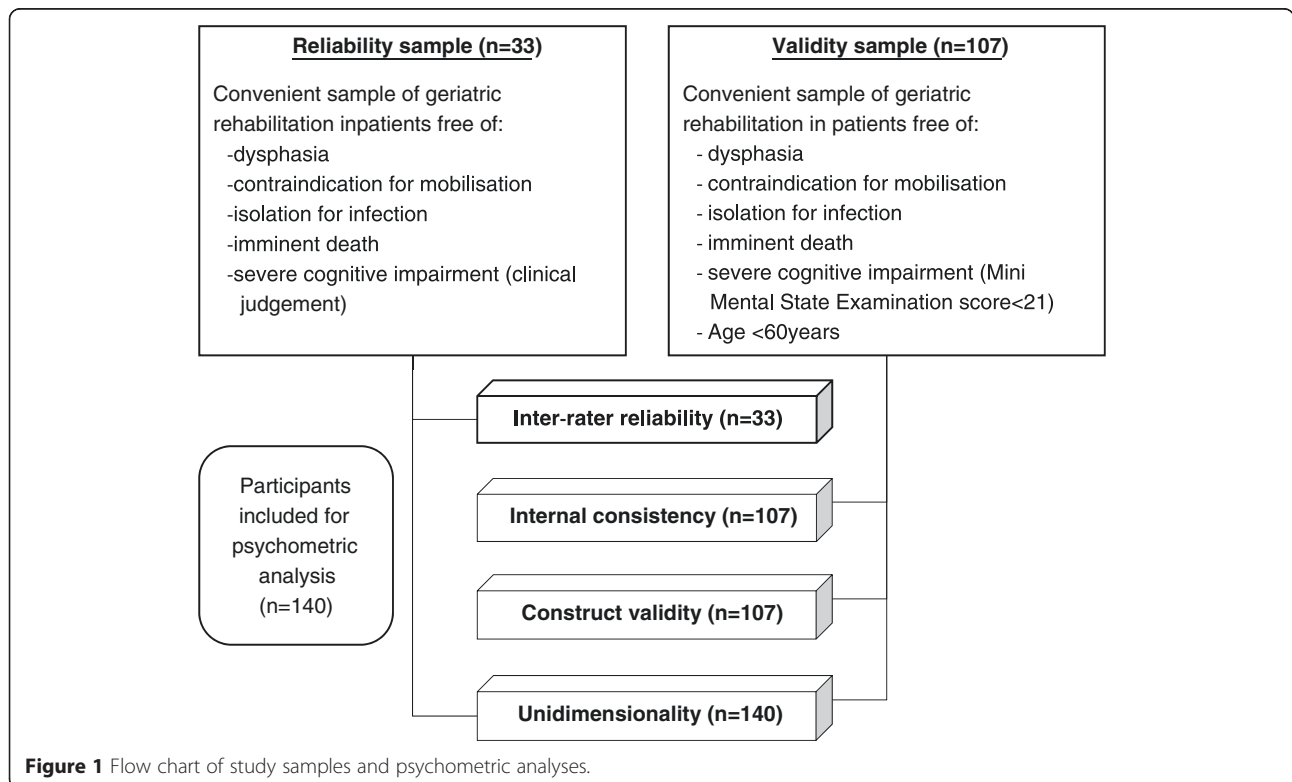 Reliability sample (n=33)
Convenient sample of geriatric
rehabilitation inpatients free of:
-dysphasia
-contraindication for mobilisation
-isolation for infection
-imminent death
-severe cognitive impairment (clinical
judgement)
Validity sample (n=107)
Convenient sample of geriatric
rehabilitation in patients free of:
- dysphasia
- contraindication for mobilisation
- isolation for infection
- imminent death
- severe cognitive impairment (Mini
Mental State Examination score<21)
- Age <60years
Inter-rater reliability (n=33)
Participants
included for
psychometric
analysis
(n=140)
Internal consistency (n=107)
Construct validity (n=107)
Unidimensionality (n=140)
Figure 1 Flow chart of study samples and psychometric analyses.